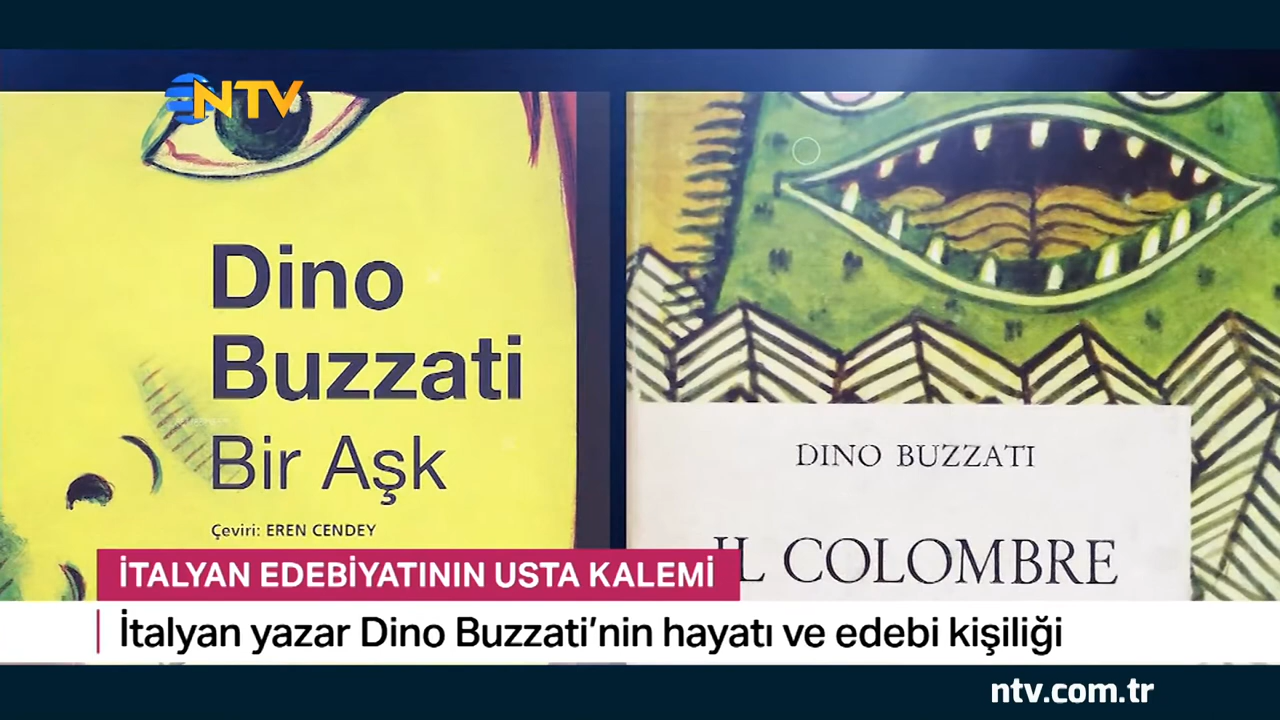 NTV
Dino
Buzzati
Bir Aşk
Çeviri: EREN CENDEY
DINO BUZZATI
IL COLOMBRE
İTALYAN EDEBİYATININ USTA KALEMİ
İtalyan yazar Dino Buzzati’nin hayatı ve edebi kişiliği
ntv.com.tr